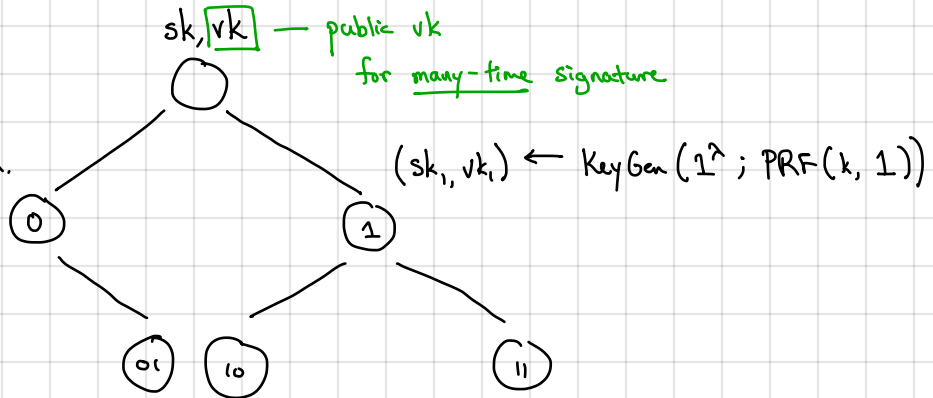 sk, vk — public vk
for many-time signature
(sk₁, vk₁) ← KeyGen(1^λ ; PRF(k, 1))
0
1
01
10
11